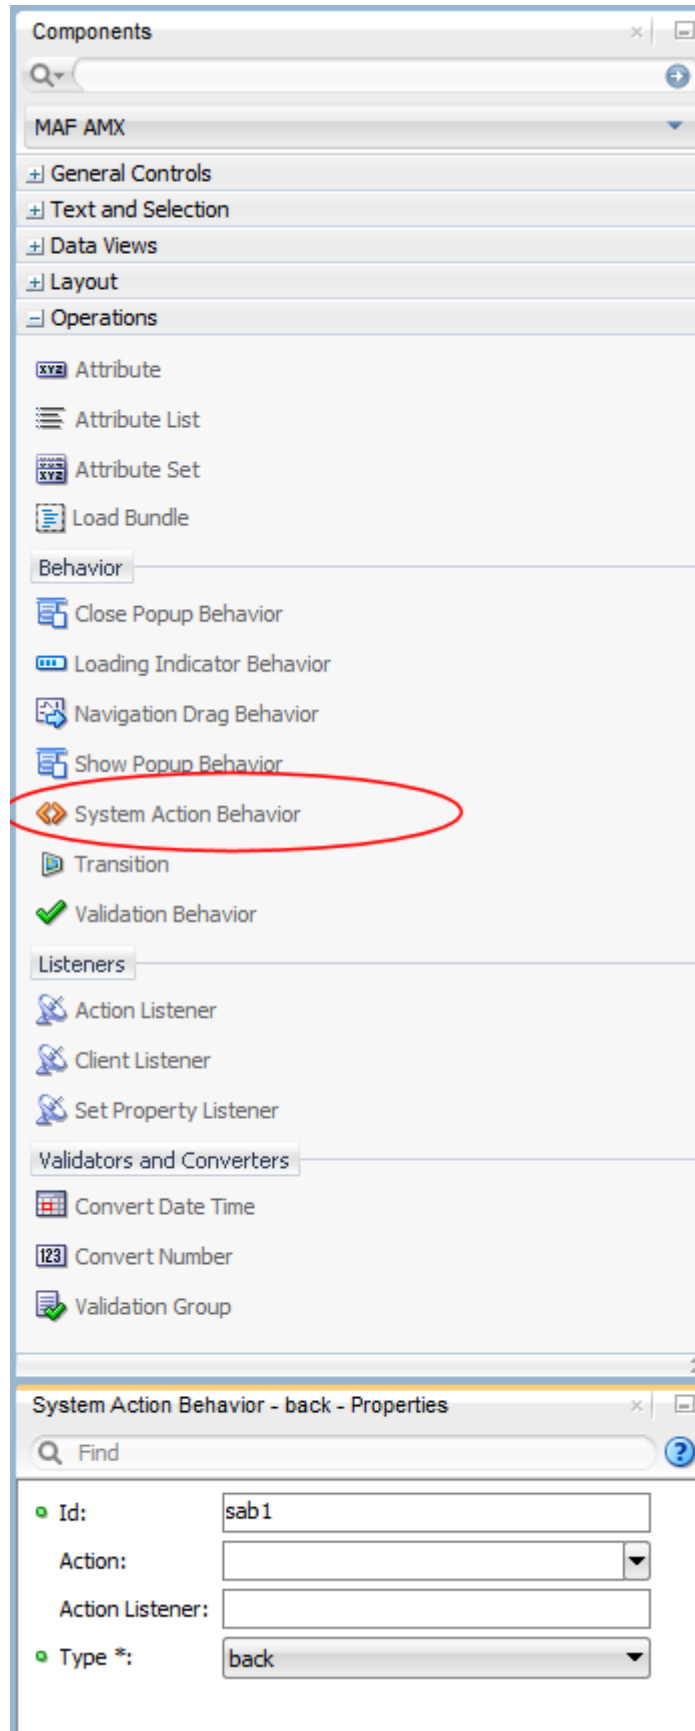 Components
MAF AMX
General Controls
Text and Selection
Data Views
Layout
Operations
XYZ Attribute
Attribute List
XYZ Attribute Set
Load Bundle
Behavior
Close Popup Behavior
Loading Indicator Behavior
Navigation Drag Behavior
Show Popup Behavior
System Action Behavior
Transition
Validation Behavior
Listeners
Action Listener
Client Listener
Set Property Listener
Validators and Converters
Convert Date Time
123 Convert Number
Validation Group
System Action Behavior - back - Properties
Find
Id: sab1
Action:
Action Listener:
Type *: back